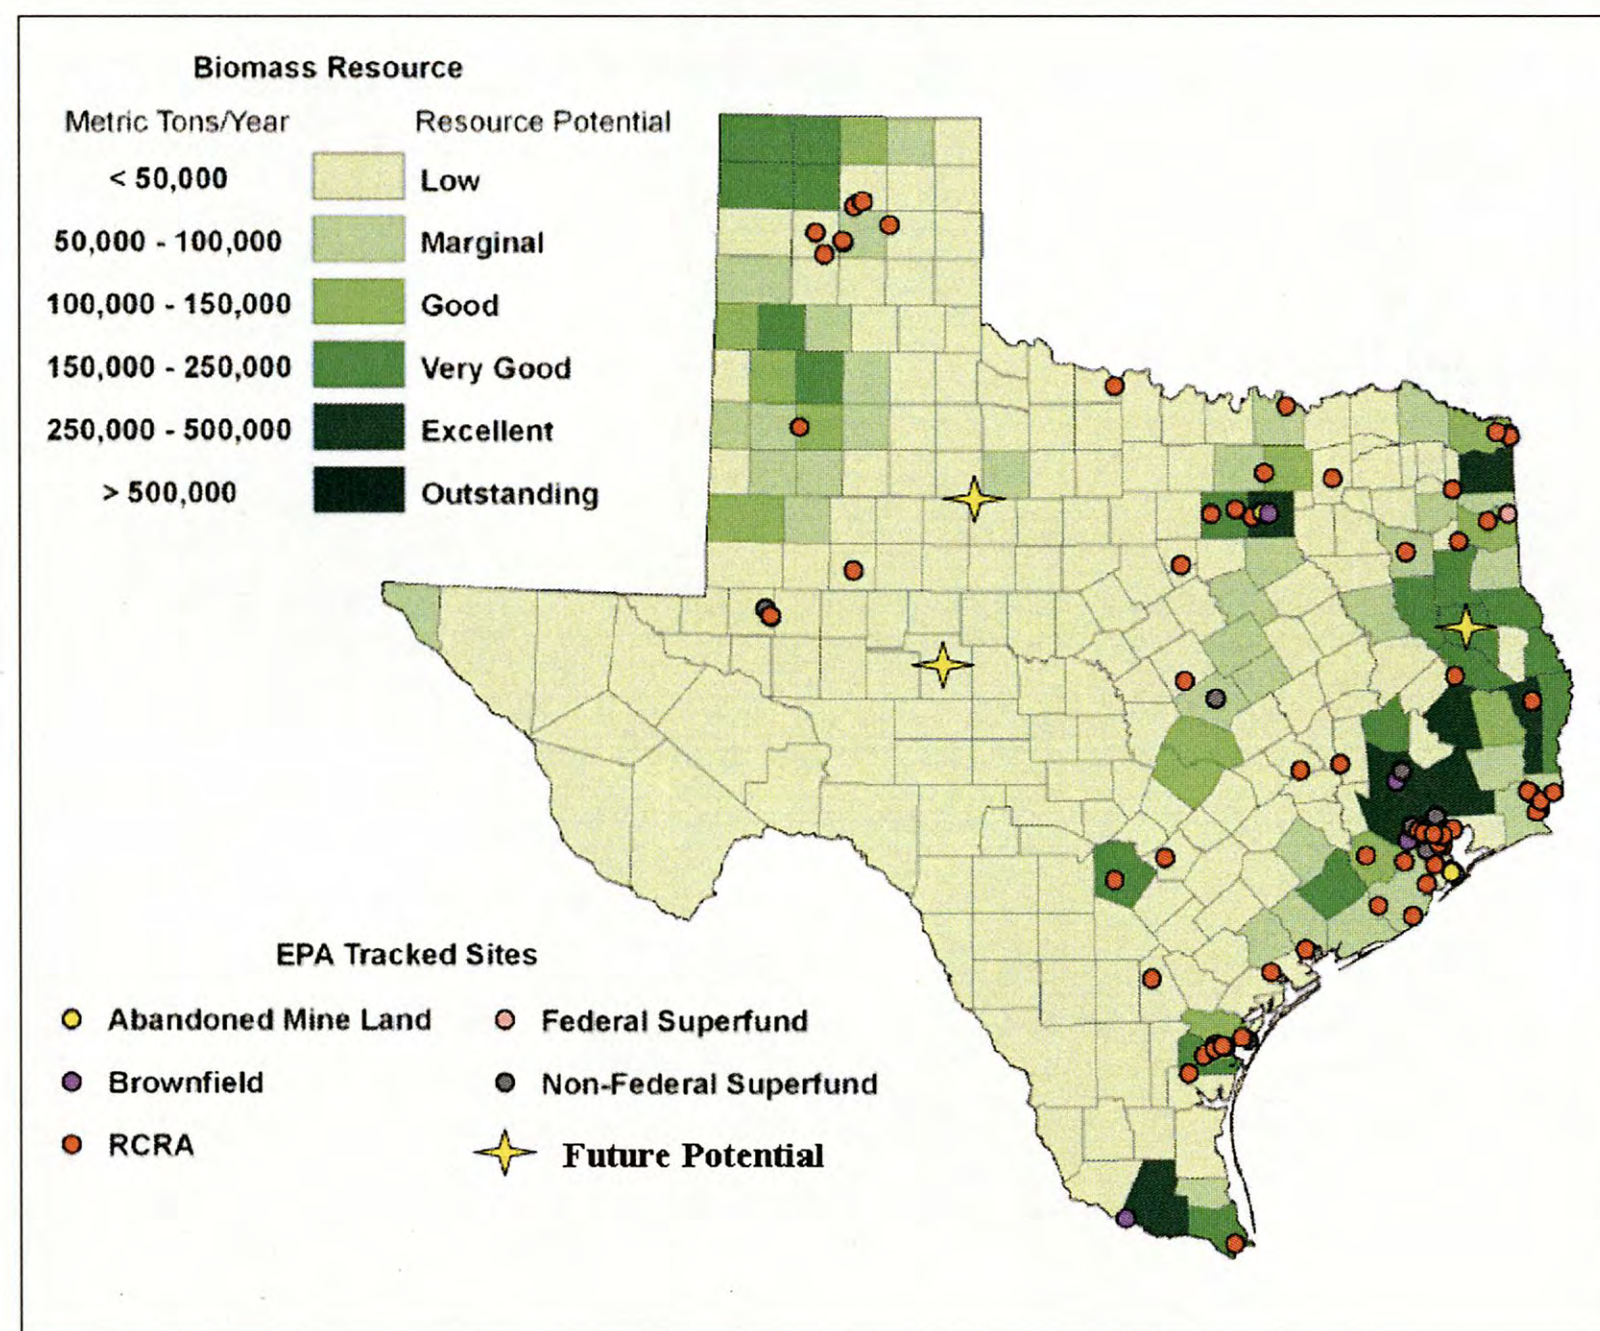 Biomass Resource
Metric Tons/Year Resource Potential
< 50,000 Low
50,000 - 100,000 Marginal
100,000 - 150,000 Good
150,000 - 250,000 Very Good
250,000 - 500,000 Excellent
> 500,000 Outstanding
EPA Tracked Sites
Abandoned Mine Land Federal Superfund
Brownfield Non-Federal Superfund
RCRA Future Potential